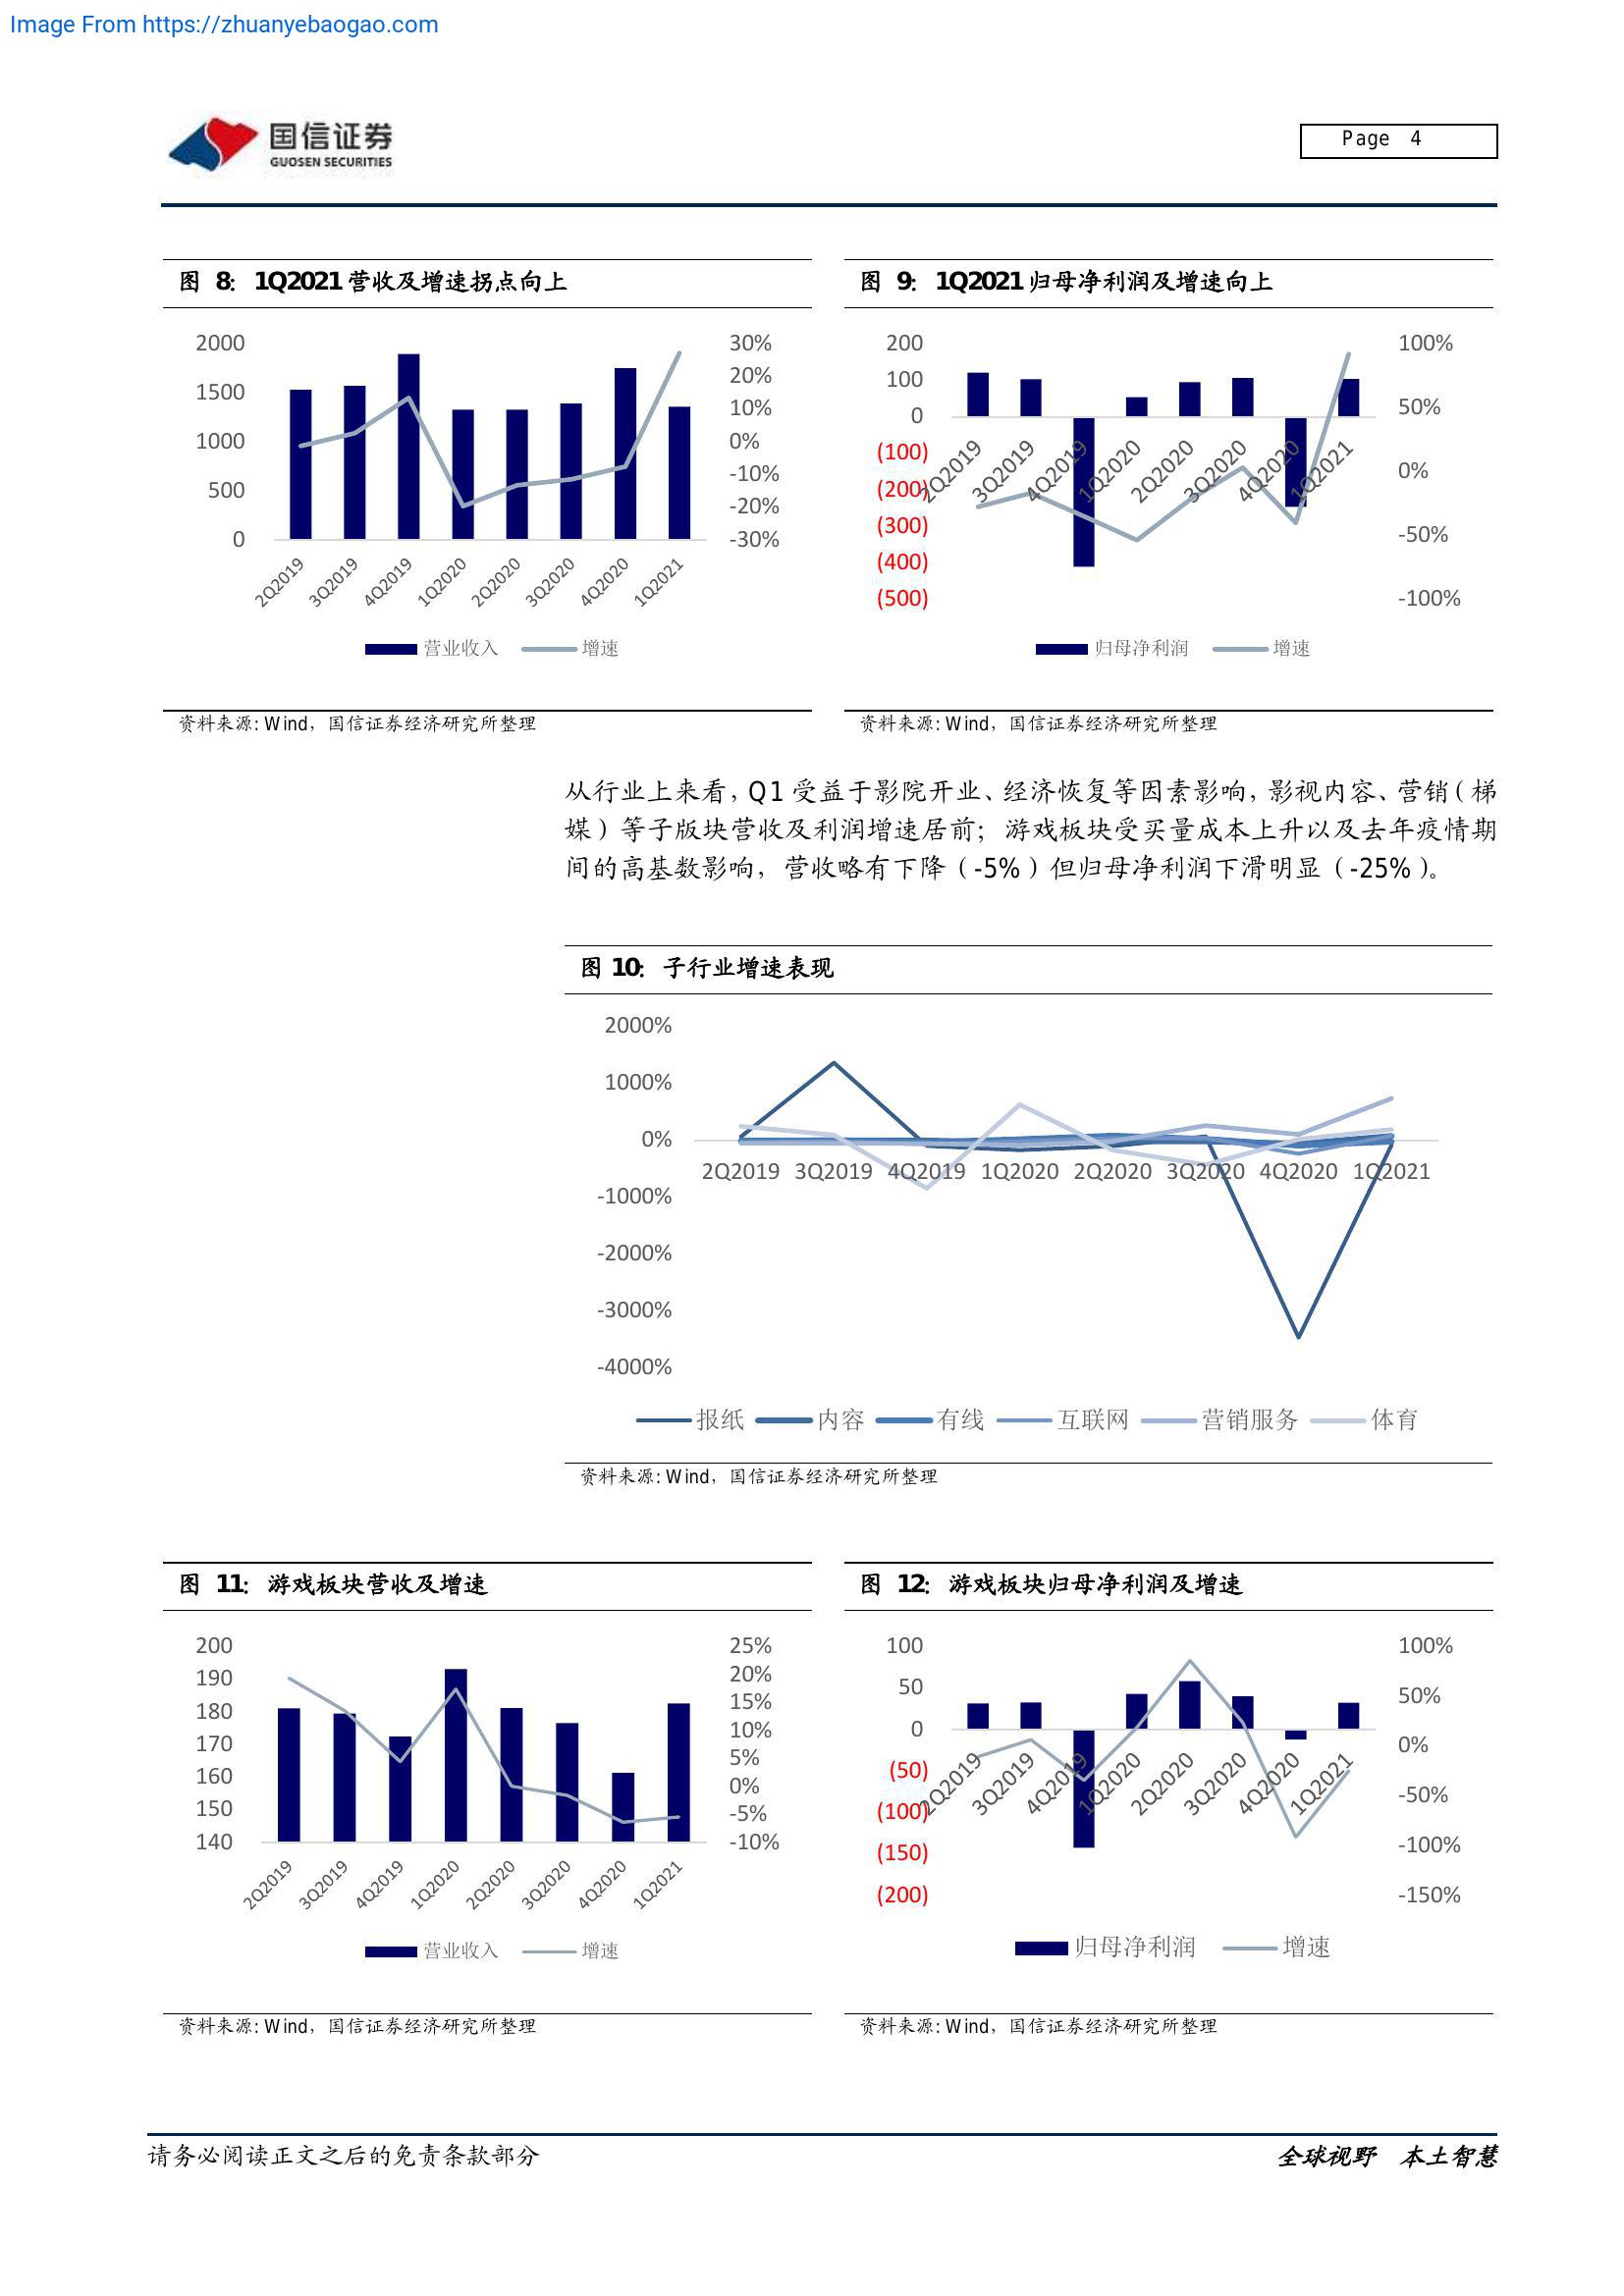 Image From https://zhuanyebaogao.com
国信证券
GUOSEN SECURITIES
Page 4
图 8: 1Q2021 营收及增速拐点向上
2000
1500
1000
500
0
30%
20%
10%
0%
-10%
-20%
-30%
2Q2019 3Q2019 4Q2019 1Q2020 2Q2020 3Q2020 4Q2020 1Q2021
营业收入 增速
资料来源: Wind，国信证券经济研究所整理
图 9: 1Q2021 归母净利润及增速向上
200
100
0
(100)
(200)
(300)
(400)
(500)
100%
50%
0%
-50%
-100%
2Q2019 3Q2019 4Q2019 1Q2020 2Q2020 3Q2020 4Q2020 1Q2021
归母净利润 增速
资料来源: Wind，国信证券经济研究所整理
从行业上来看，Q1 受益于影院开业、经济恢复等因素影响，影视内容、营销（梯
媒）等子版块营收及利润增速居前；游戏板块受买量成本上升以及去年疫情期
间的高基数影响，营收略有下降（-5%）但归母净利润下滑明显（-25%）。
图 10: 子行业增速表现
2000%
1000%
0%
-1000%
-2000%
-3000%
-4000%
2Q2019 3Q2019 4Q2019 1Q2020 2Q2020 3Q2020 4Q2020 1Q2021
报纸 内容 有线 互联网 营销服务 体育
资料来源: Wind，国信证券经济研究所整理
图 11: 游戏板块营收及增速
200
190
180
170
160
150
140
25%
20%
15%
10%
5%
0%
-5%
-10%
2Q2019 3Q2019 4Q2019 1Q2020 2Q2020 3Q2020 4Q2020 1Q2021
营业收入 增速
资料来源: Wind，国信证券经济研究所整理
图 12: 游戏板块归母净利润及增速
100
50
0
(50)
(100)
(150)
(200)
100%
50%
0%
-50%
-100%
-150%
2Q2019 3Q2019 4Q2019 1Q2020 2Q2020 3Q2020 4Q2020 1Q2021
归母净利润 增速
资料来源: Wind，国信证券经济研究所整理
请务必阅读正文之后的免责条款部分
全球视野 本土智慧